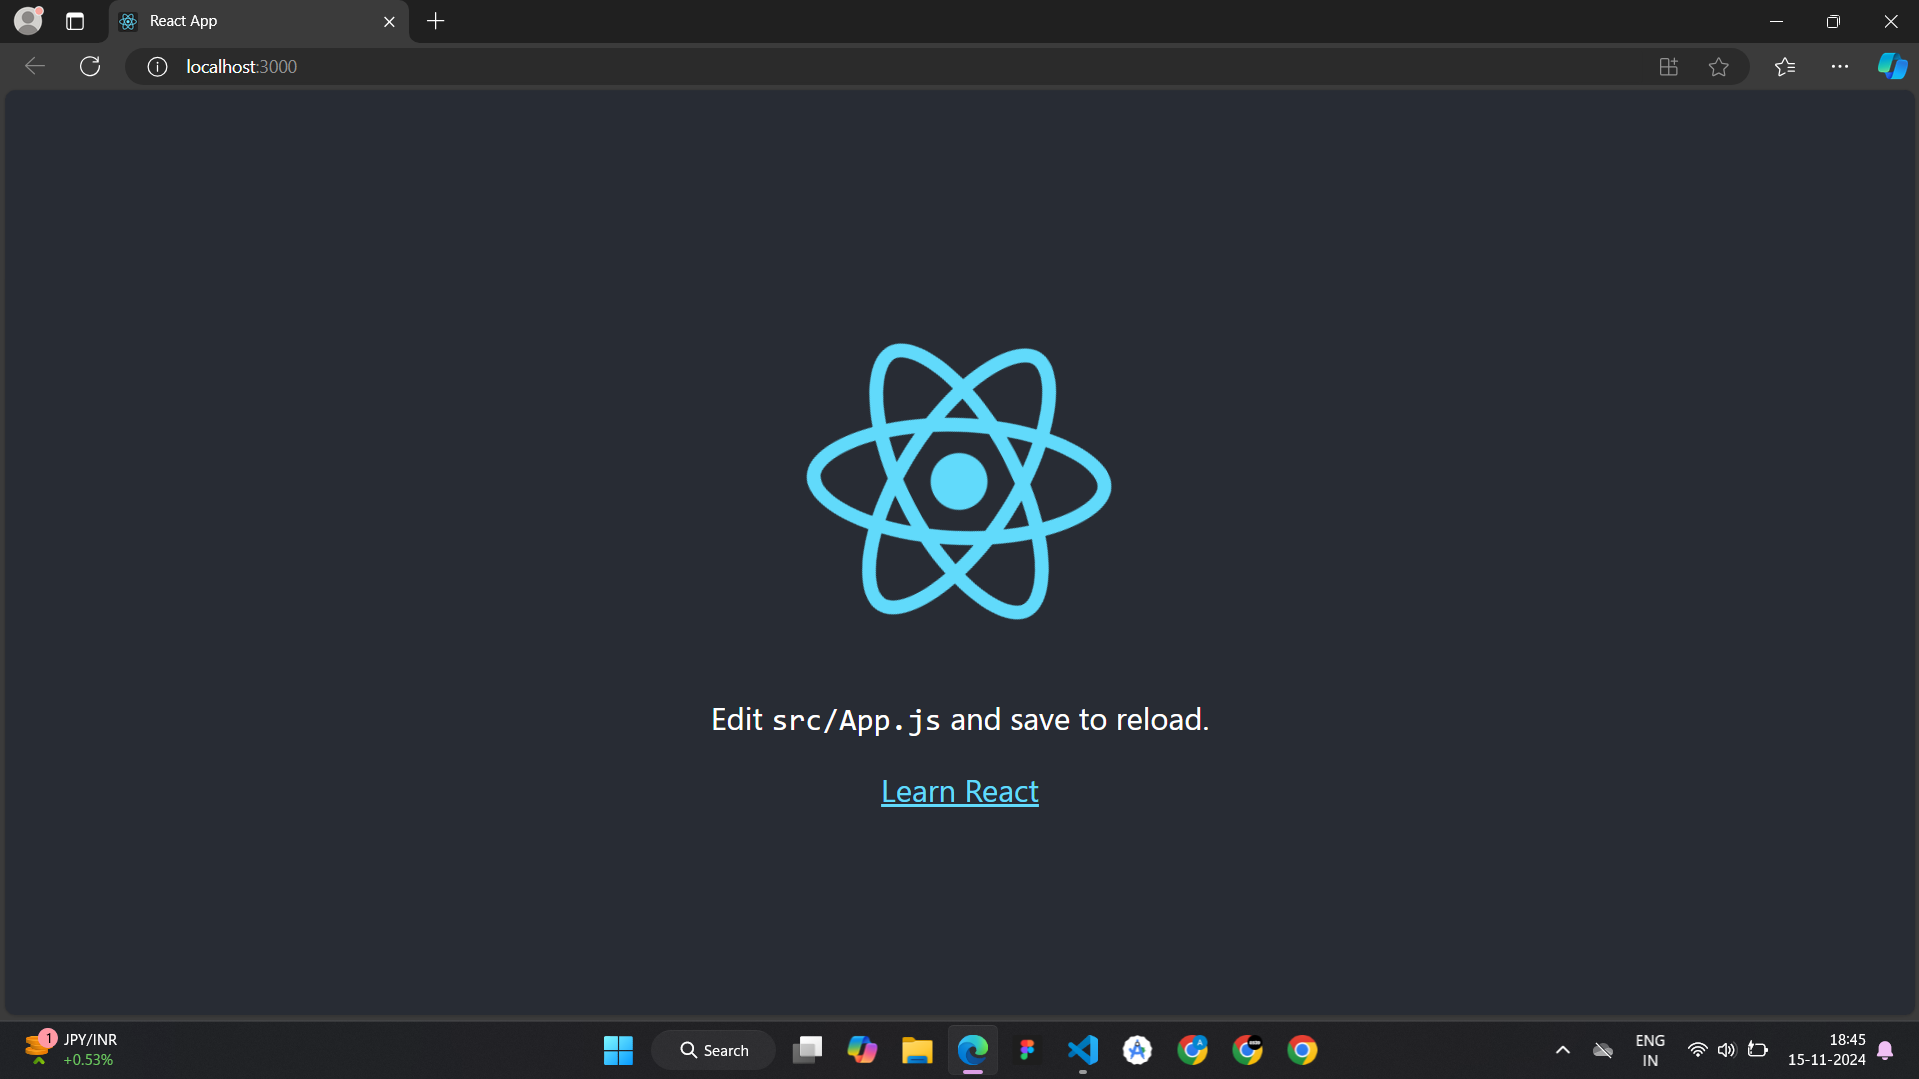 React App
localhost:3000
Edit src/App.js and save to reload.
Learn React
1
JPY/INR
+0.53%
Search
ENG
IN
18:45
15-11-2024